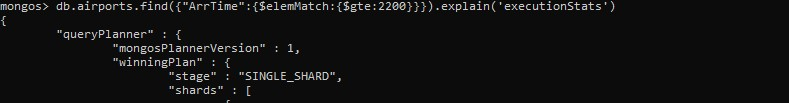 mongos> db.airports.find({"ArrTime":{$elemMatch:{$gte:2200}}}).explain('executionStats')
{
"queryPlanner" : {
"mongosPlannerVersion" : 1,
"winningPlan" : {
"stage" : "SINGLE_SHARD",
"shards" : [